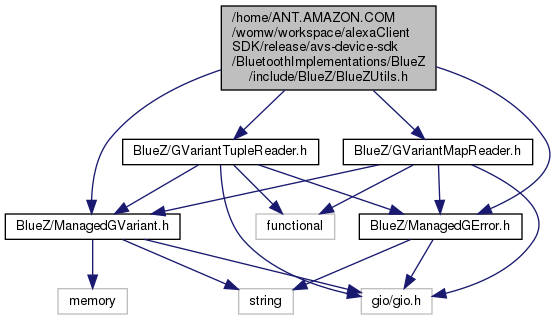 /home/ANT.AMAZON.COM
/womw/workspace/alexaClient
SDK/release/avs-device-sdk
/BluetoothImplementations/BlueZ
/include/BlueZ/BlueZUtils.h
BlueZ/GVariantTupleReader.h
BlueZ/GVariantMapReader.h
BlueZ/ManagedGVariant.h
functional
BlueZ/ManagedGError.h
memory
string
gio/gio.h